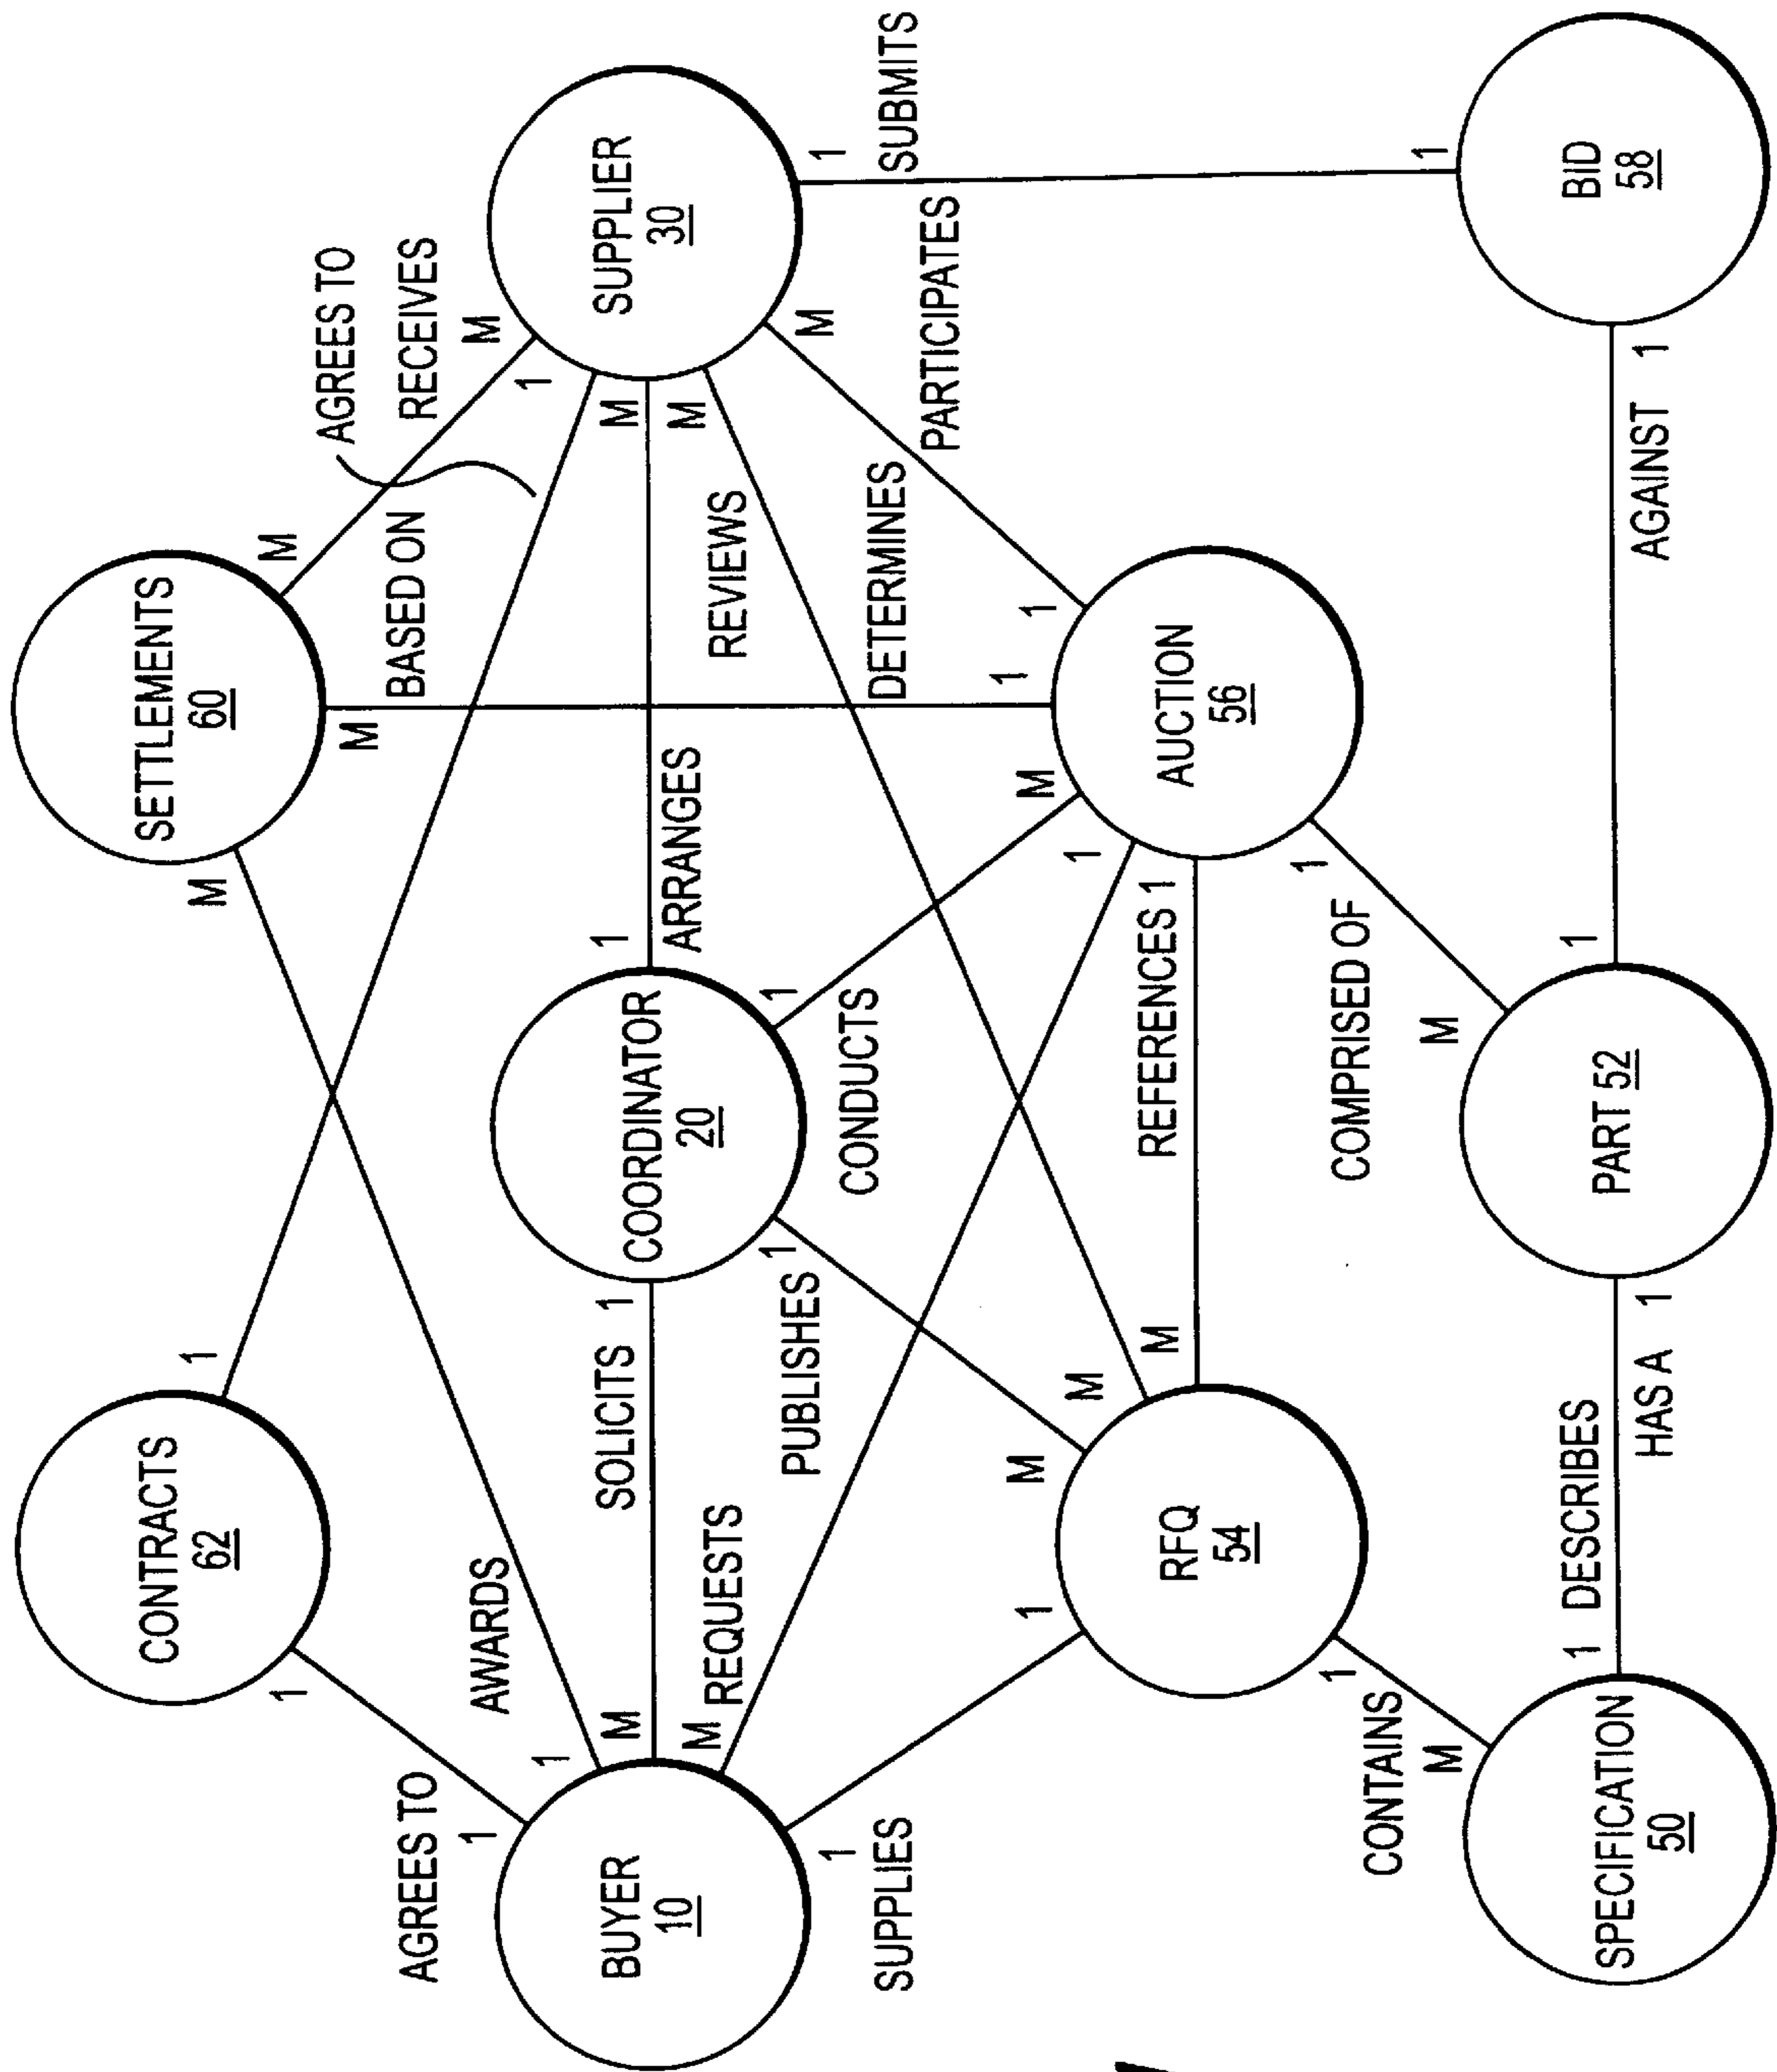 CONTRACTS
62
SETTLEMENTS
60
1
M
1
M
AGREES TO
M
AGREES TO
BASED ON
RECEIVES
1
AWARDS
M
1
1
BUYER
10
M
SOLICITS 1
COORDINATOR
20
1
ARRANGES
M
M
SUPPLIER
30
M REQUESTS
REVIEWS
1
PUBLISHES
1
M
1
1
SUPPLIES
CONDUCTS
DETERMINES
PARTICIPATES
SUBMITS
1
M
M
1
M
1
1
M
REFERENCES 1
RFQ
54
AUCTION
56
1
1
CONTAINS
COMPRISED OF
M
M
1
1 DESCRIBES
1
SPECIFICATION
50
PART 52
BID
58
HAS A 1
AGAINST 1